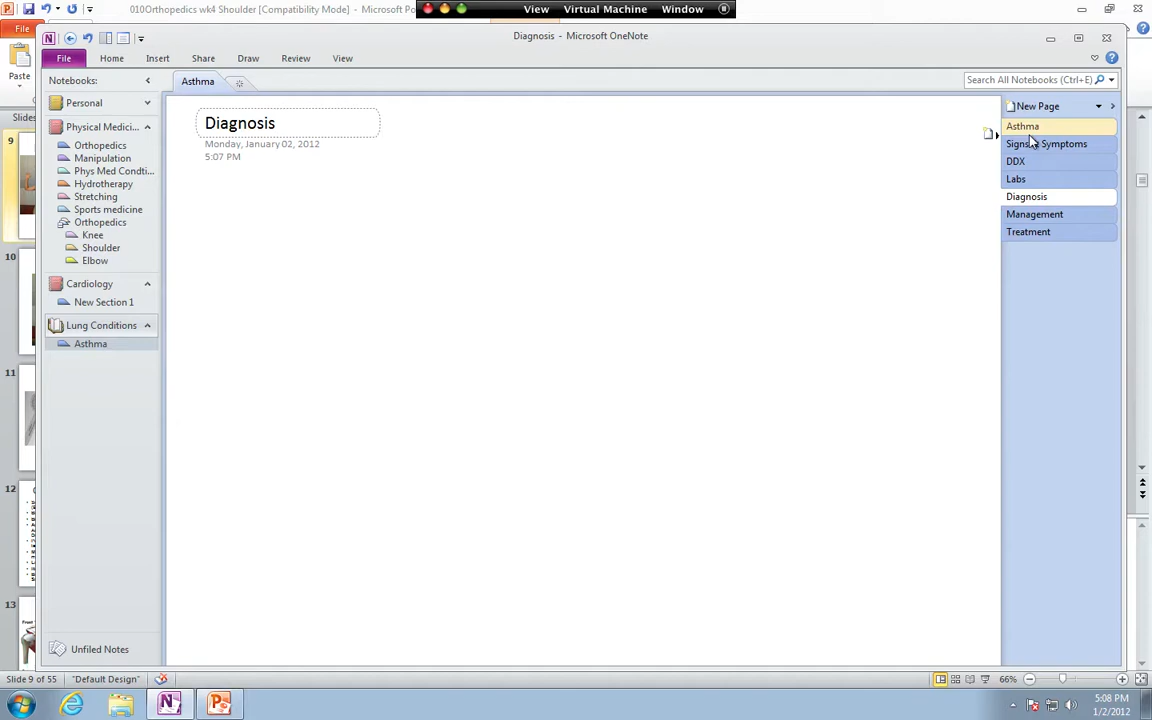 010Orthopedics wk4 Shoulder [Compatibility Mode] - Microsoft Po
View Virtual Machine Window
File
Paste
Slides
9
10
11
12
13
Diagnosis - Microsoft OneNote
File Home Insert Share Home Draw Review View
Notebooks:
Personal
Physical Medici...
Orthopedics
Manipulation
Phys Med Condti...
Hydrotherapy
Stretching
Sports medicine
Orthopedics
Knee
Shoulder
Elbow
Cardiology
New Section 1
Lung Conditions
Asthma
Unfiled Notes
Asthma
Search All Notebooks (Ctrl+E)
Diagnosis
Monday, January 02, 2012
5:07 PM
New Page
Asthma
Signs & Symptoms
DDX
Labs
Diagnosis
Management
Treatment
Slide 9 of 55 "Default Design" 66%
5:08 PM
1/2/2012